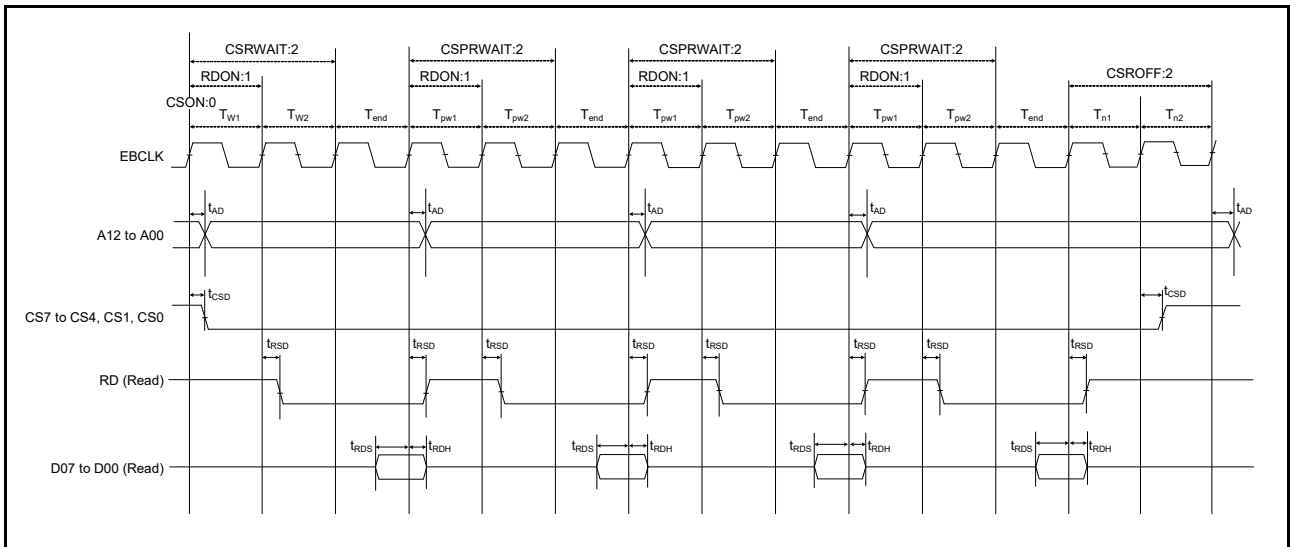 CSRWAIT:2 CSPRWAIT:2 CSPRWAIT:2 CSPRWAIT:2
RDON:1 RDON:1 RDON:1 RDON:1 CSROFF:2
CSON:0
TW1 TW2 Tend Tpw1 Tpw2 Tend Tpw1 Tpw2 Tend Tpw1 Tpw2 Tend Tn1 Tn2
EBCLK
tAD tAD tAD tAD tAD
A12 to A00
tCSD tCSD
CS7 to CS4, CS1, CS0
tRSD tRSD tRSD tRSD tRSD tRSD tRSD tRSD
RD (Read)
tRDS tRDH tRDS tRDH tRDS tRDH tRDS tRDH
D07 to D00 (Read)